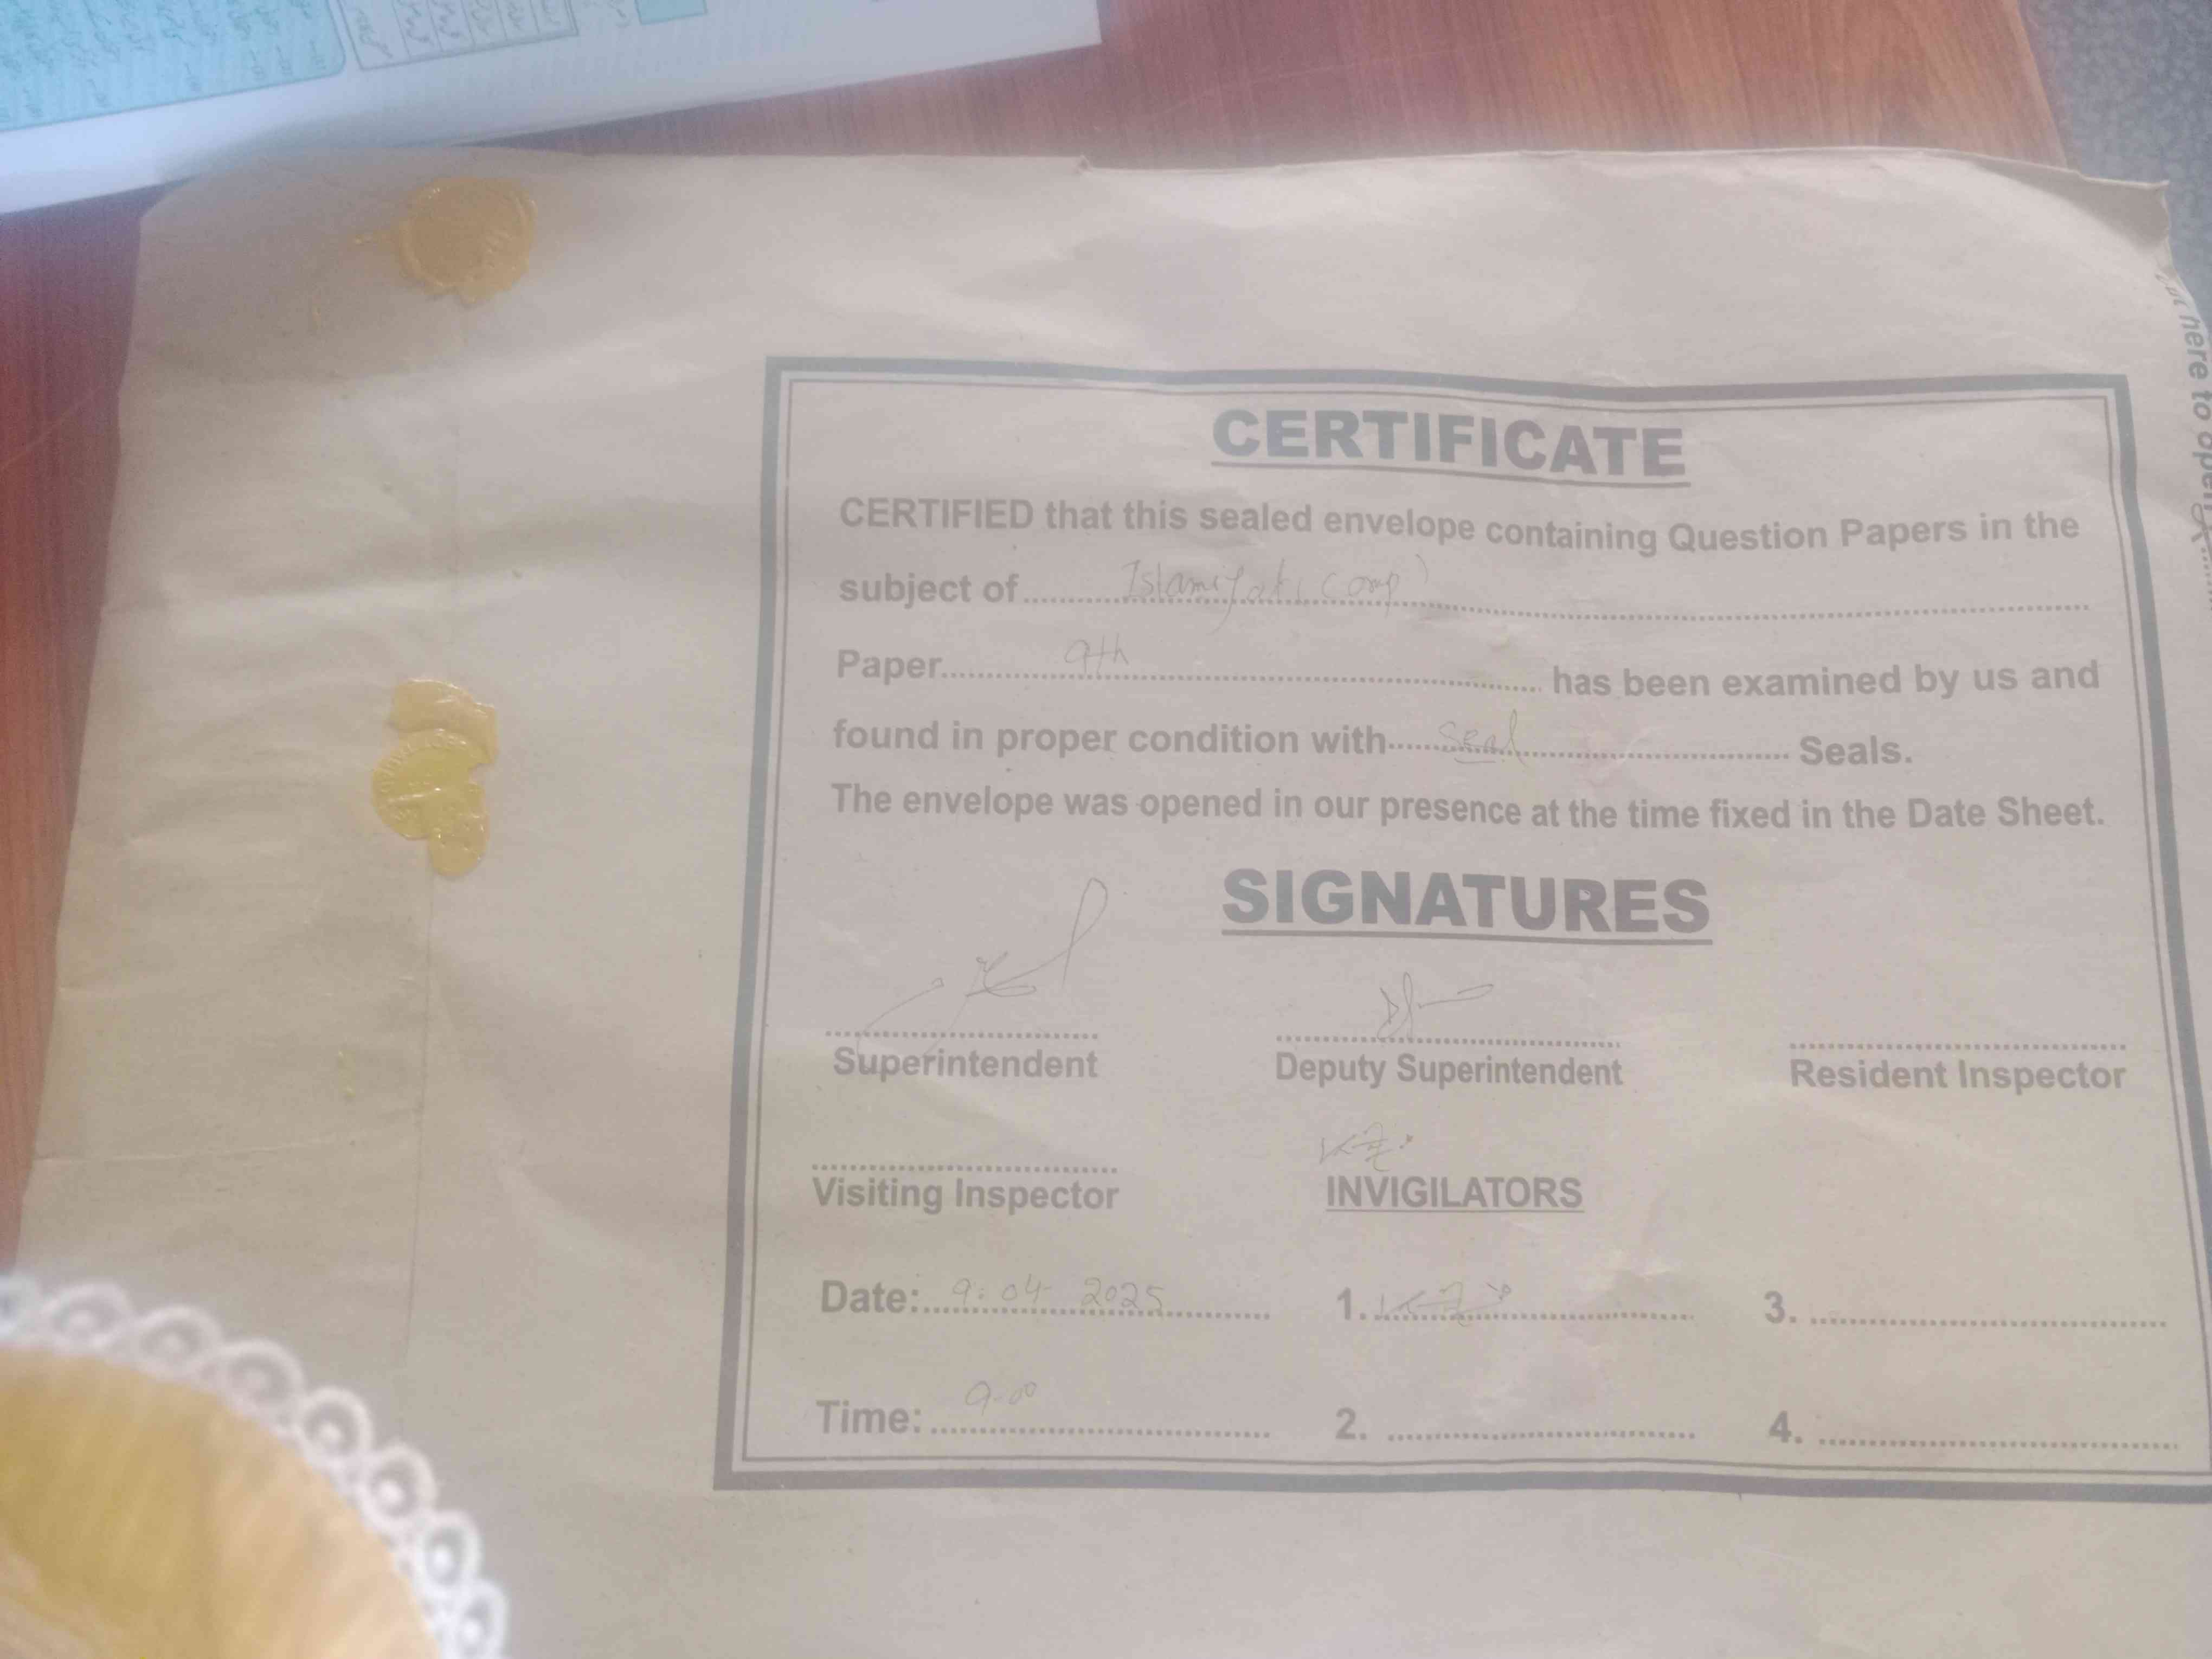 CERTIFICATE
CERTIFIED that this sealed envelope containing Question Papers in the
subject of Islamiyat (Comp)
Paper 9th has been examined by us and
found in proper condition with Seal Seals.
The envelope was opened in our presence at the time fixed in the Date Sheet.
SIGNATURES
Superintendent Deputy Superintendent Resident Inspector
Visiting Inspector INVIGILATORS
Date: 9.04 2025 1. 3.
Time: 9.00 2. 4.
here to open